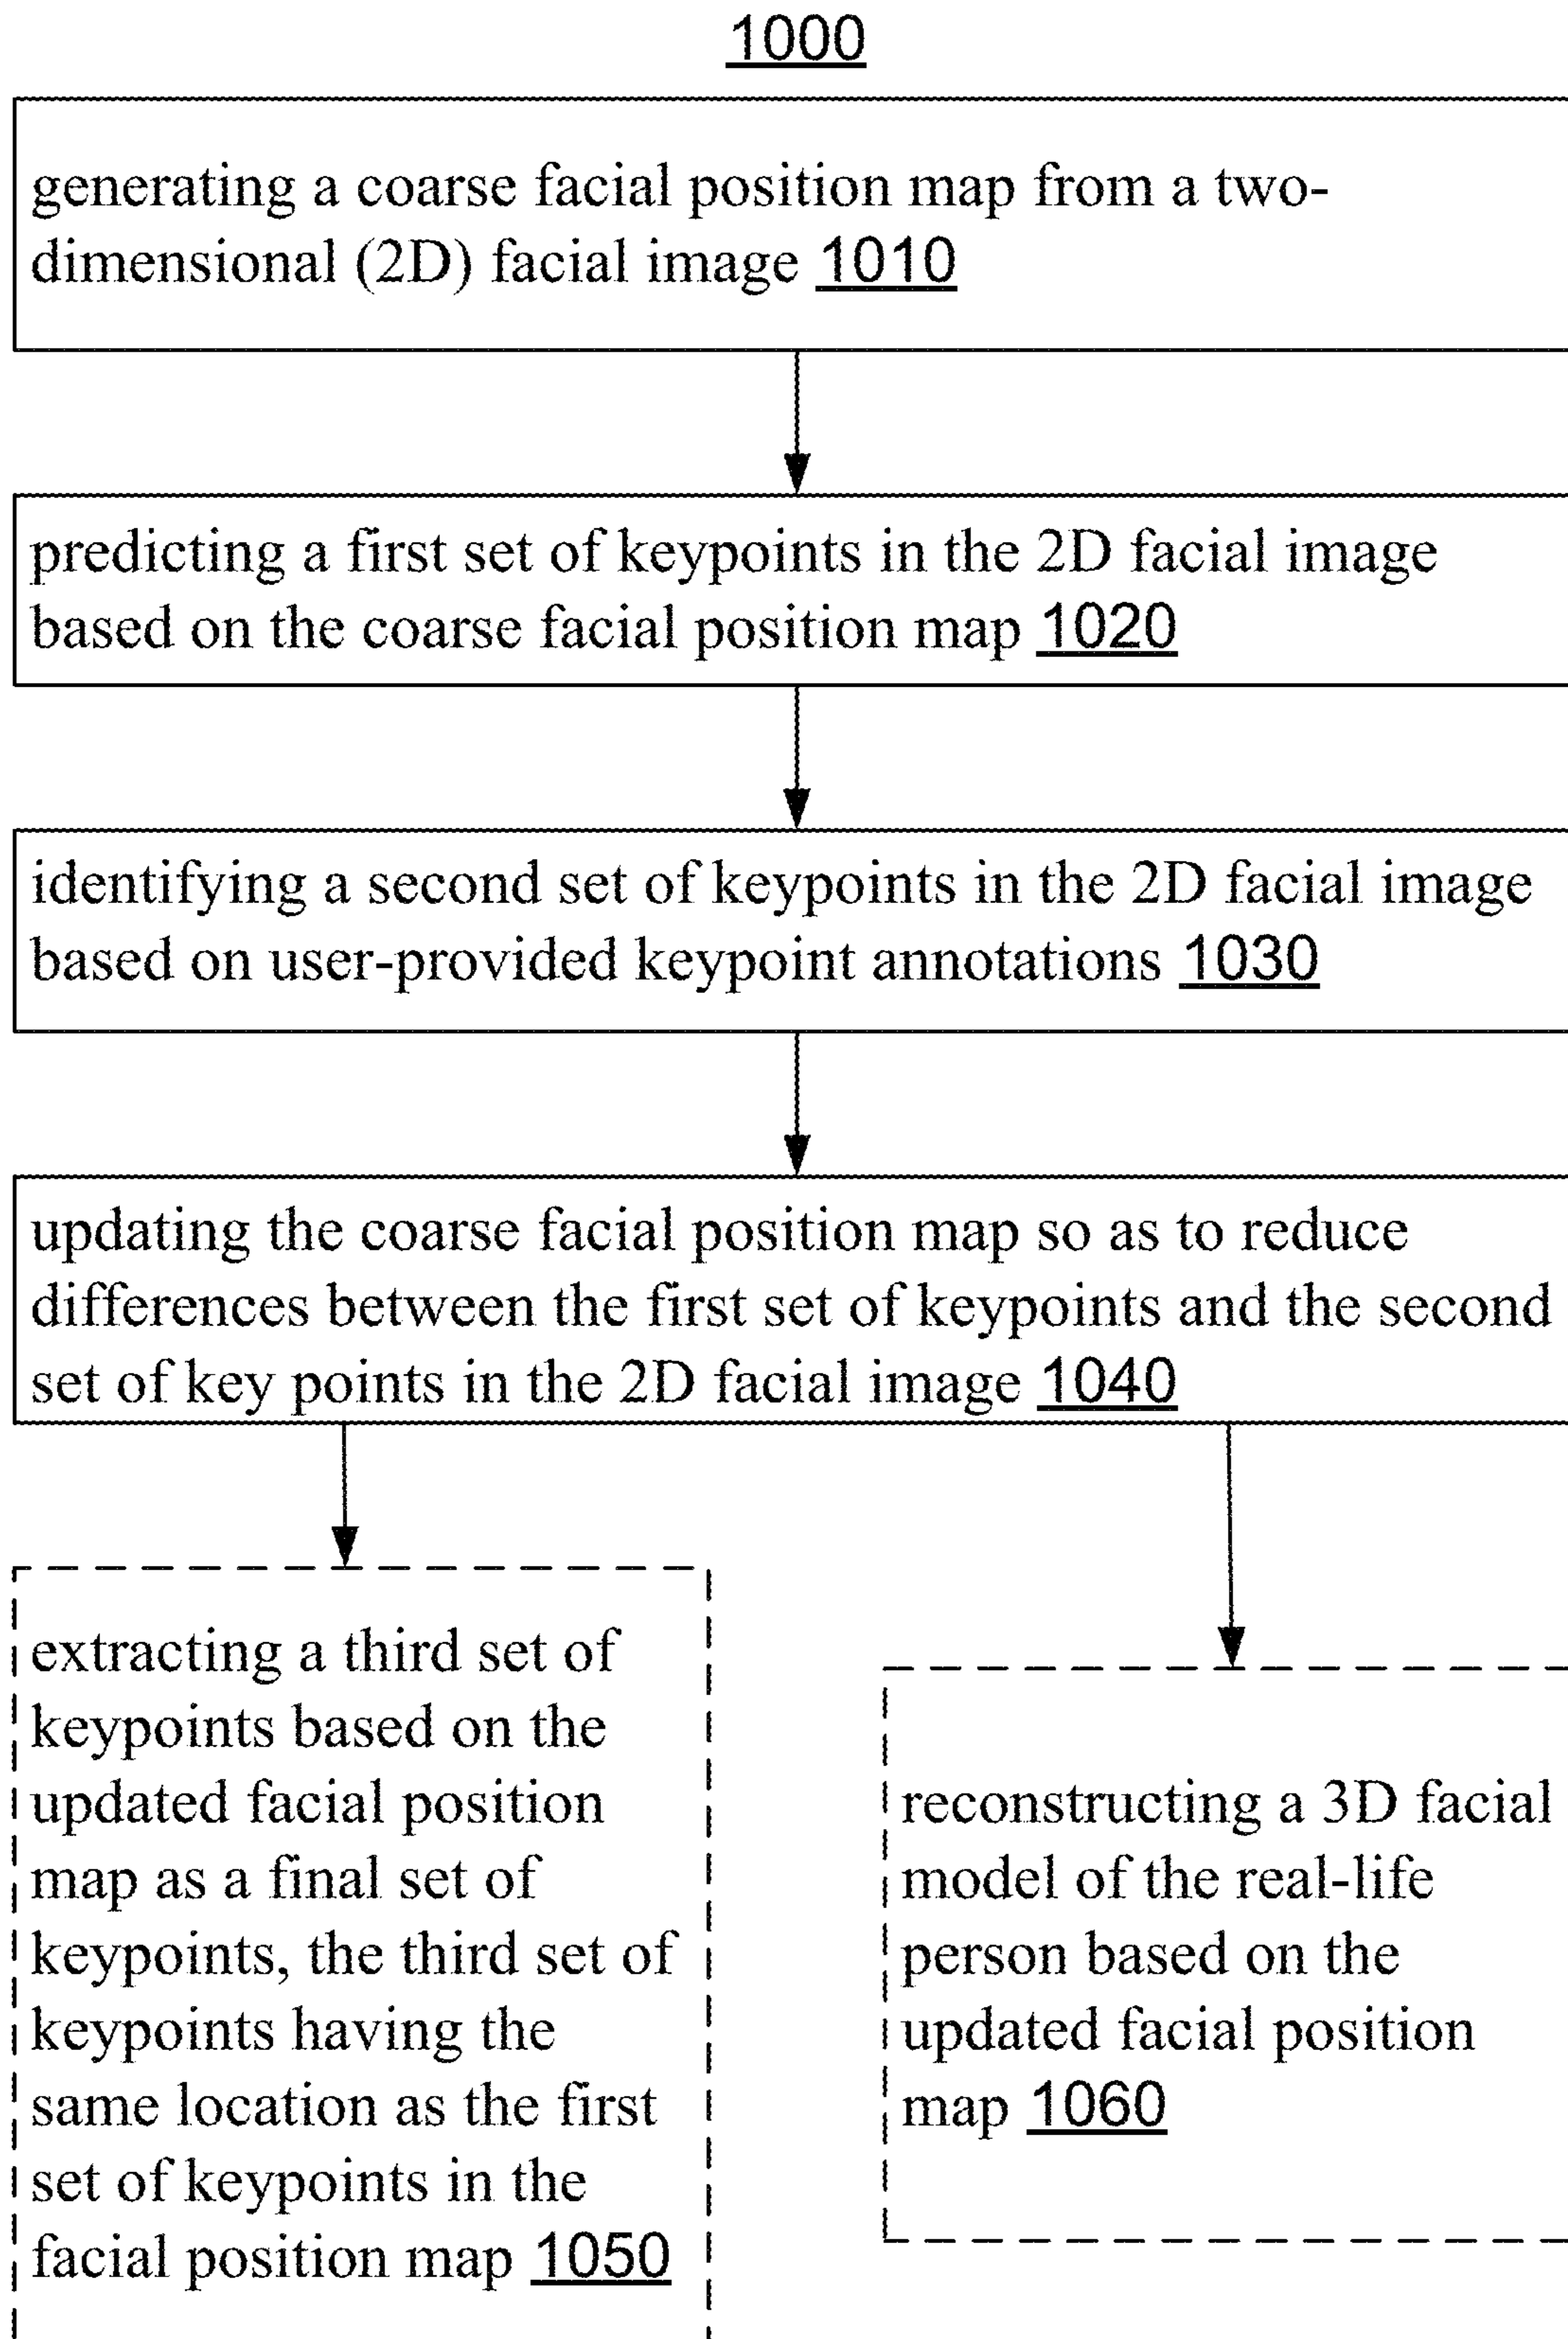 1000
generating a coarse facial position map from a two-
dimensional (2D) facial image 1010
predicting a first set of keypoints in the 2D facial image
based on the coarse facial position map 1020
identifying a second set of keypoints in the 2D facial image
based on user-provided keypoint annotations 1030
updating the coarse facial position map so as to reduce
differences between the first set of keypoints and the second
set of key points in the 2D facial image 1040
extracting a third set of
keypoints based on the
updated facial position
map as a final set of
keypoints, the third set of
keypoints having the
same location as the first
set of keypoints in the
facial position map 1050
reconstructing a 3D facial
model of the real-life
person based on the
updated facial position
map 1060